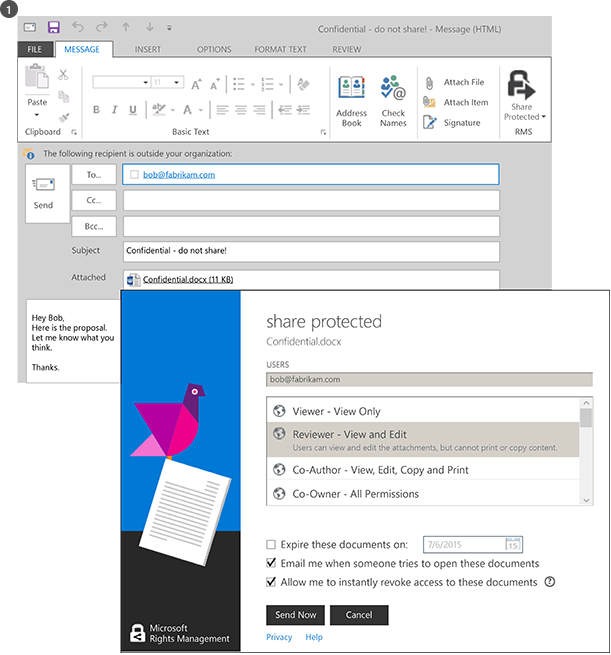 1
Confidential - do not share! - Message (HTML)
FILE MESSAGE INSERT OPTIONS FORMAT TEXT REVIEW
Paste
Clipboard
11
A A
B I U ab A
Basic Text
Address
Book
Check
Names
Attach File
Attach Item
Signature
Share
Protected
RMS
The following recipient is outside your organization:
Send
To... bob@fabrikam.com
Cc...
Bcc...
Subject Confidential - do not share!
Attached Confidential.docx (11 KB)
Hey Bob,
Here is the proposal.
Let me know what you
think.
Thanks.
share protected
Confidential.docx
USERS
bob@fabrikam.com
Viewer - View Only
Reviewer - View and Edit
Users can view and edit the attachments, but cannot print or copy content.
Co-Author - View, Edit, Copy and Print
Co-Owner - All Permissions
Expire these documents on: 7/6/2015 15
Email me when someone tries to open these documents
Allow me to instantly revoke access to these documents ?
Send Now Cancel
Privacy Help
Microsoft
Rights Management